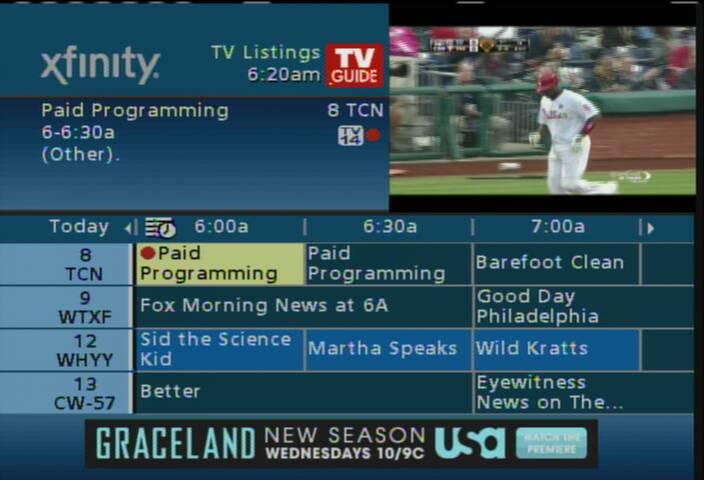 xfinity.
TV Listings
6:20am
TV
GUIDE
Paid Programming
8 TCN
6-6:30a
TV
14
(Other).
Phillies
Today
6:00a
6:30a
7:00a
8
TCN
Paid
Programming
Paid
Programming
Barefoot Clean
9
WTXF
Fox Morning News at 6A
Good Day
Philadelphia
12
WHYY
Sid the Science
Kid
Martha Speaks
Wild Kratts
13
CW-57
Better
Eyewitness
News on The...
GRACELAND
NEW SEASON
WEDNESDAYS 10/9C
usa
WATCH THE
PREMIERE